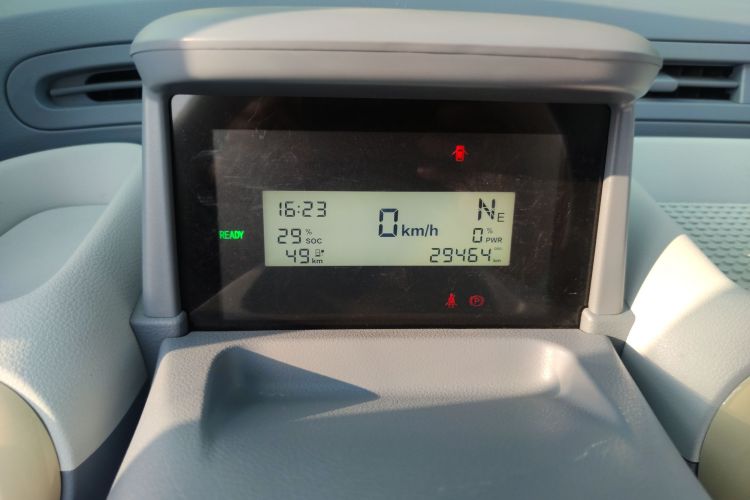 16:23 0 km/h N E
READY 29 % SOC 0 % PWR
49 km 29464 km
P